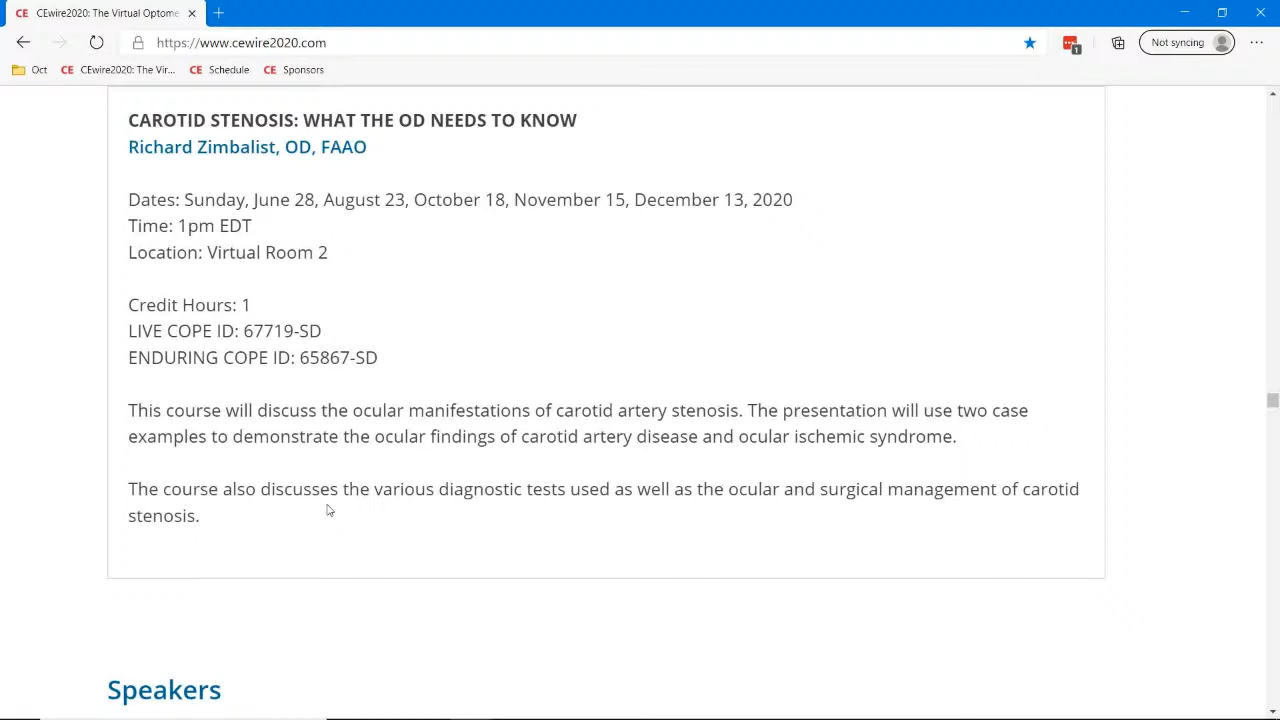 CE CEwire2020: The Virtual Optome
https://www.cewire2020.com
1
Not syncing
Oct
CE CEwire2020: The Vir...
CE Schedule
CE Sponsors
CAROTID STENOSIS: WHAT THE OD NEEDS TO KNOW
Richard Zimbalist, OD, FAAO
Dates: Sunday, June 28, August 23, October 18, November 15, December 13, 2020
Time: 1pm EDT
Location: Virtual Room 2
Credit Hours: 1
LIVE COPE ID: 67719-SD
ENDURING COPE ID: 65867-SD
This course will discuss the ocular manifestations of carotid artery stenosis. The presentation will use two case
examples to demonstrate the ocular findings of carotid artery disease and ocular ischemic syndrome.
The course also discusses the various diagnostic tests used as well as the ocular and surgical management of carotid
stenosis.
Speakers